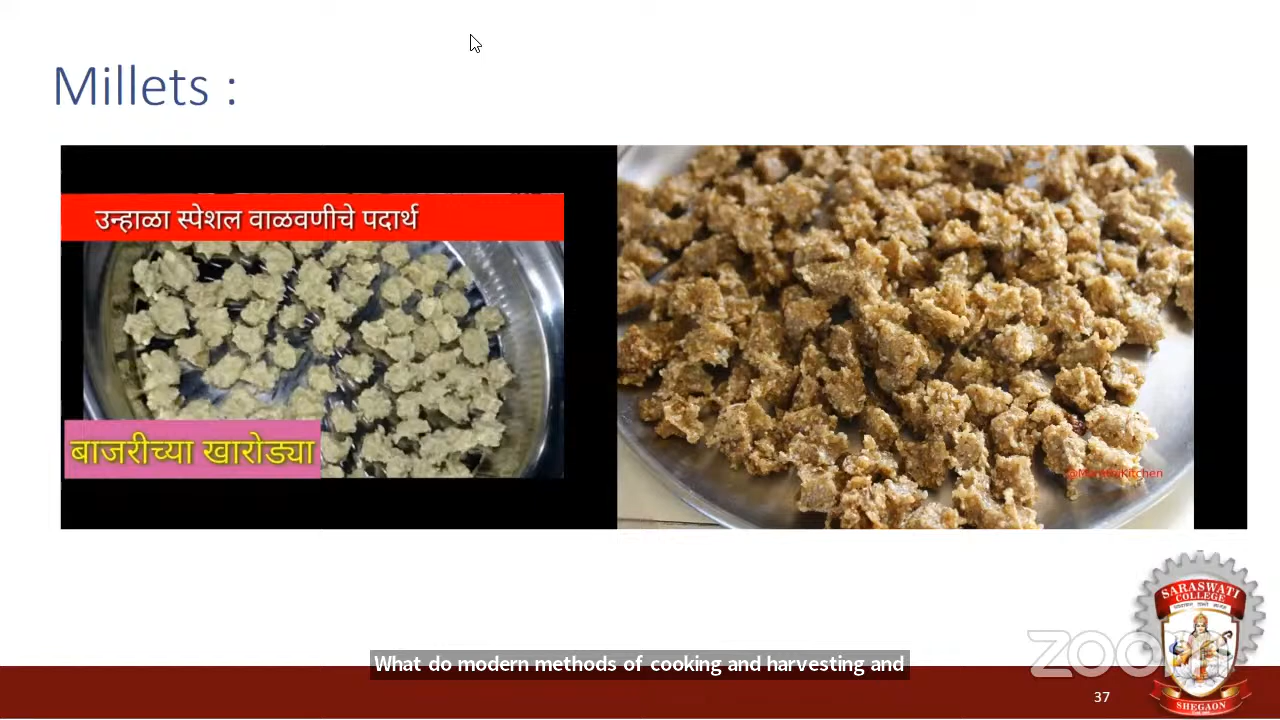 Millets :
उन्हाळा स्पेशल वाळवणीचे पदार्थ
बाजरीच्या खारोड्या
What do modern methods of cooking and harvesting and
zoom
37
SARASWATI
COLLEGE
SHEGAON